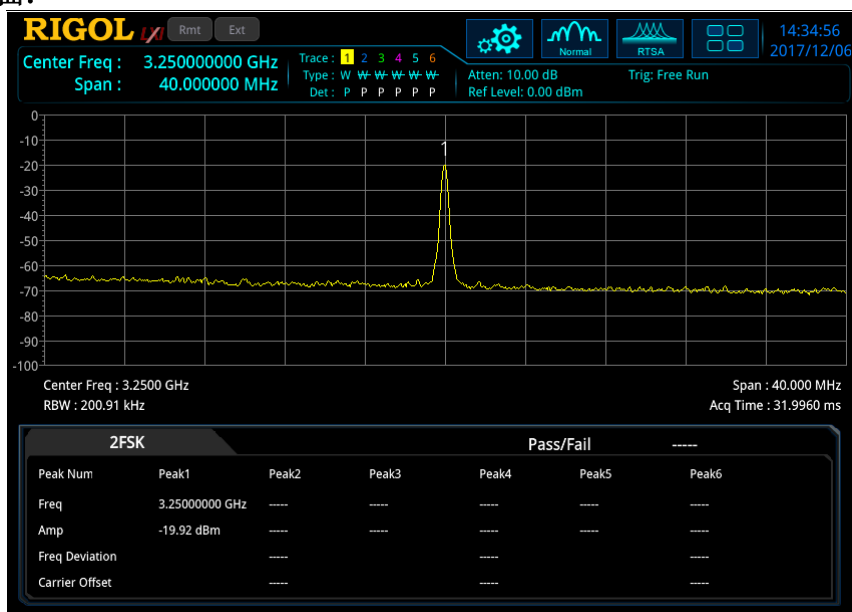 RIGOL LXI Rmt Ext
Normal RTSA
14:34:56
2017/12/06
Center Freq : 3.250000000 GHz
Span : 40.000000 MHz
Trace : 1 2 3 4 5 6
Type : W W W W W W
Det : P P P P P P
Atten: 10.00 dB Trig: Free Run
Ref Level: 0.00 dBm
0
-10
1
-20
-30
-40
-50
-60
-70
-80
-90
-100
Center Freq : 3.2500 GHz Span : 40.000 MHz
RBW : 200.91 kHz Acq Time : 31.9960 ms
2FSK Pass/Fail -----
Peak Num Peak1 Peak2 Peak3 Peak4 Peak5 Peak6
Freq 3.25000000 GHz ----- ----- ----- ----- -----
Amp -19.92 dBm ----- ----- ----- ----- -----
Freq Deviation ----- ----- -----
Carrier Offset ----- ----- -----